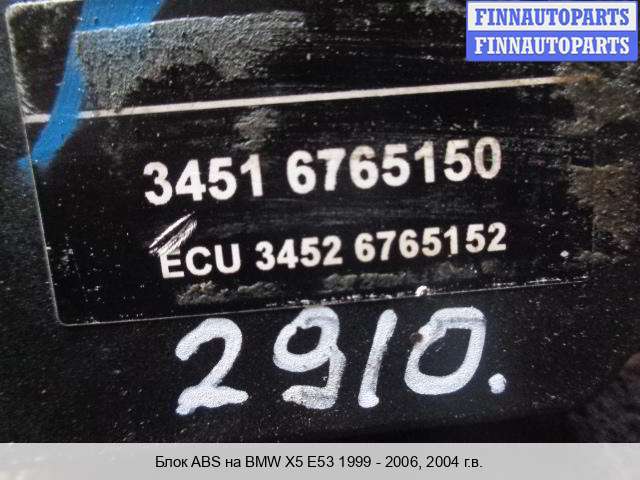 FINNAUTOPARTS
FINNAUTOPARTS
3451 6765150
ECU 3452 6765152
2910.
Блок ABS на BMW X5 E53 1999 - 2006, 2004 г.в.